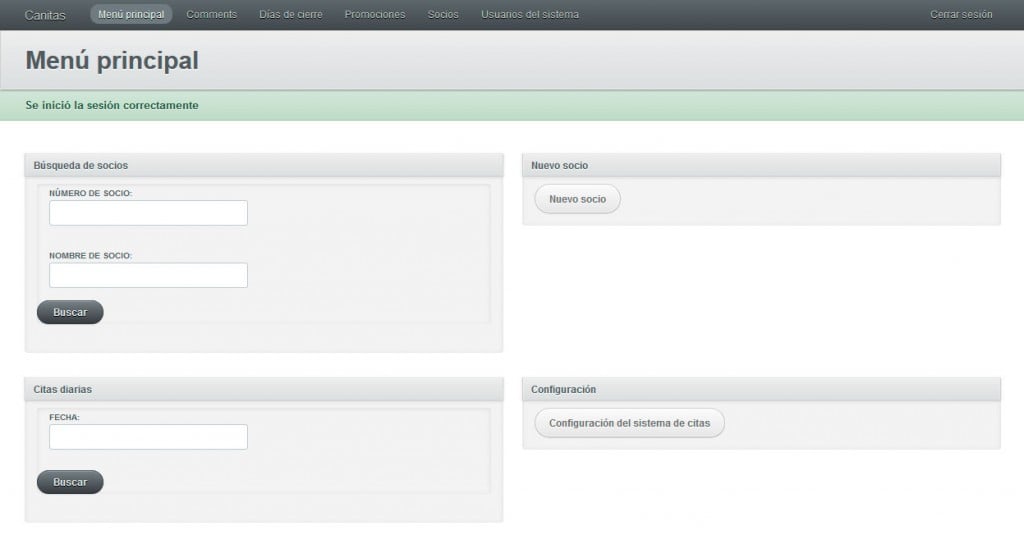 Canitas Menú principal Comments Días de cierre Promociones Socios Usuarios del sistema Cerrar sesión
Menú principal
Se inició la sesión correctamente
Búsqueda de socios
NÚMERO DE SOCIO:
NOMBRE DE SOCIO:
Buscar
Nuevo socio
Nuevo socio
Citas diarias
FECHA:
Buscar
Configuración
Configuración del sistema de citas